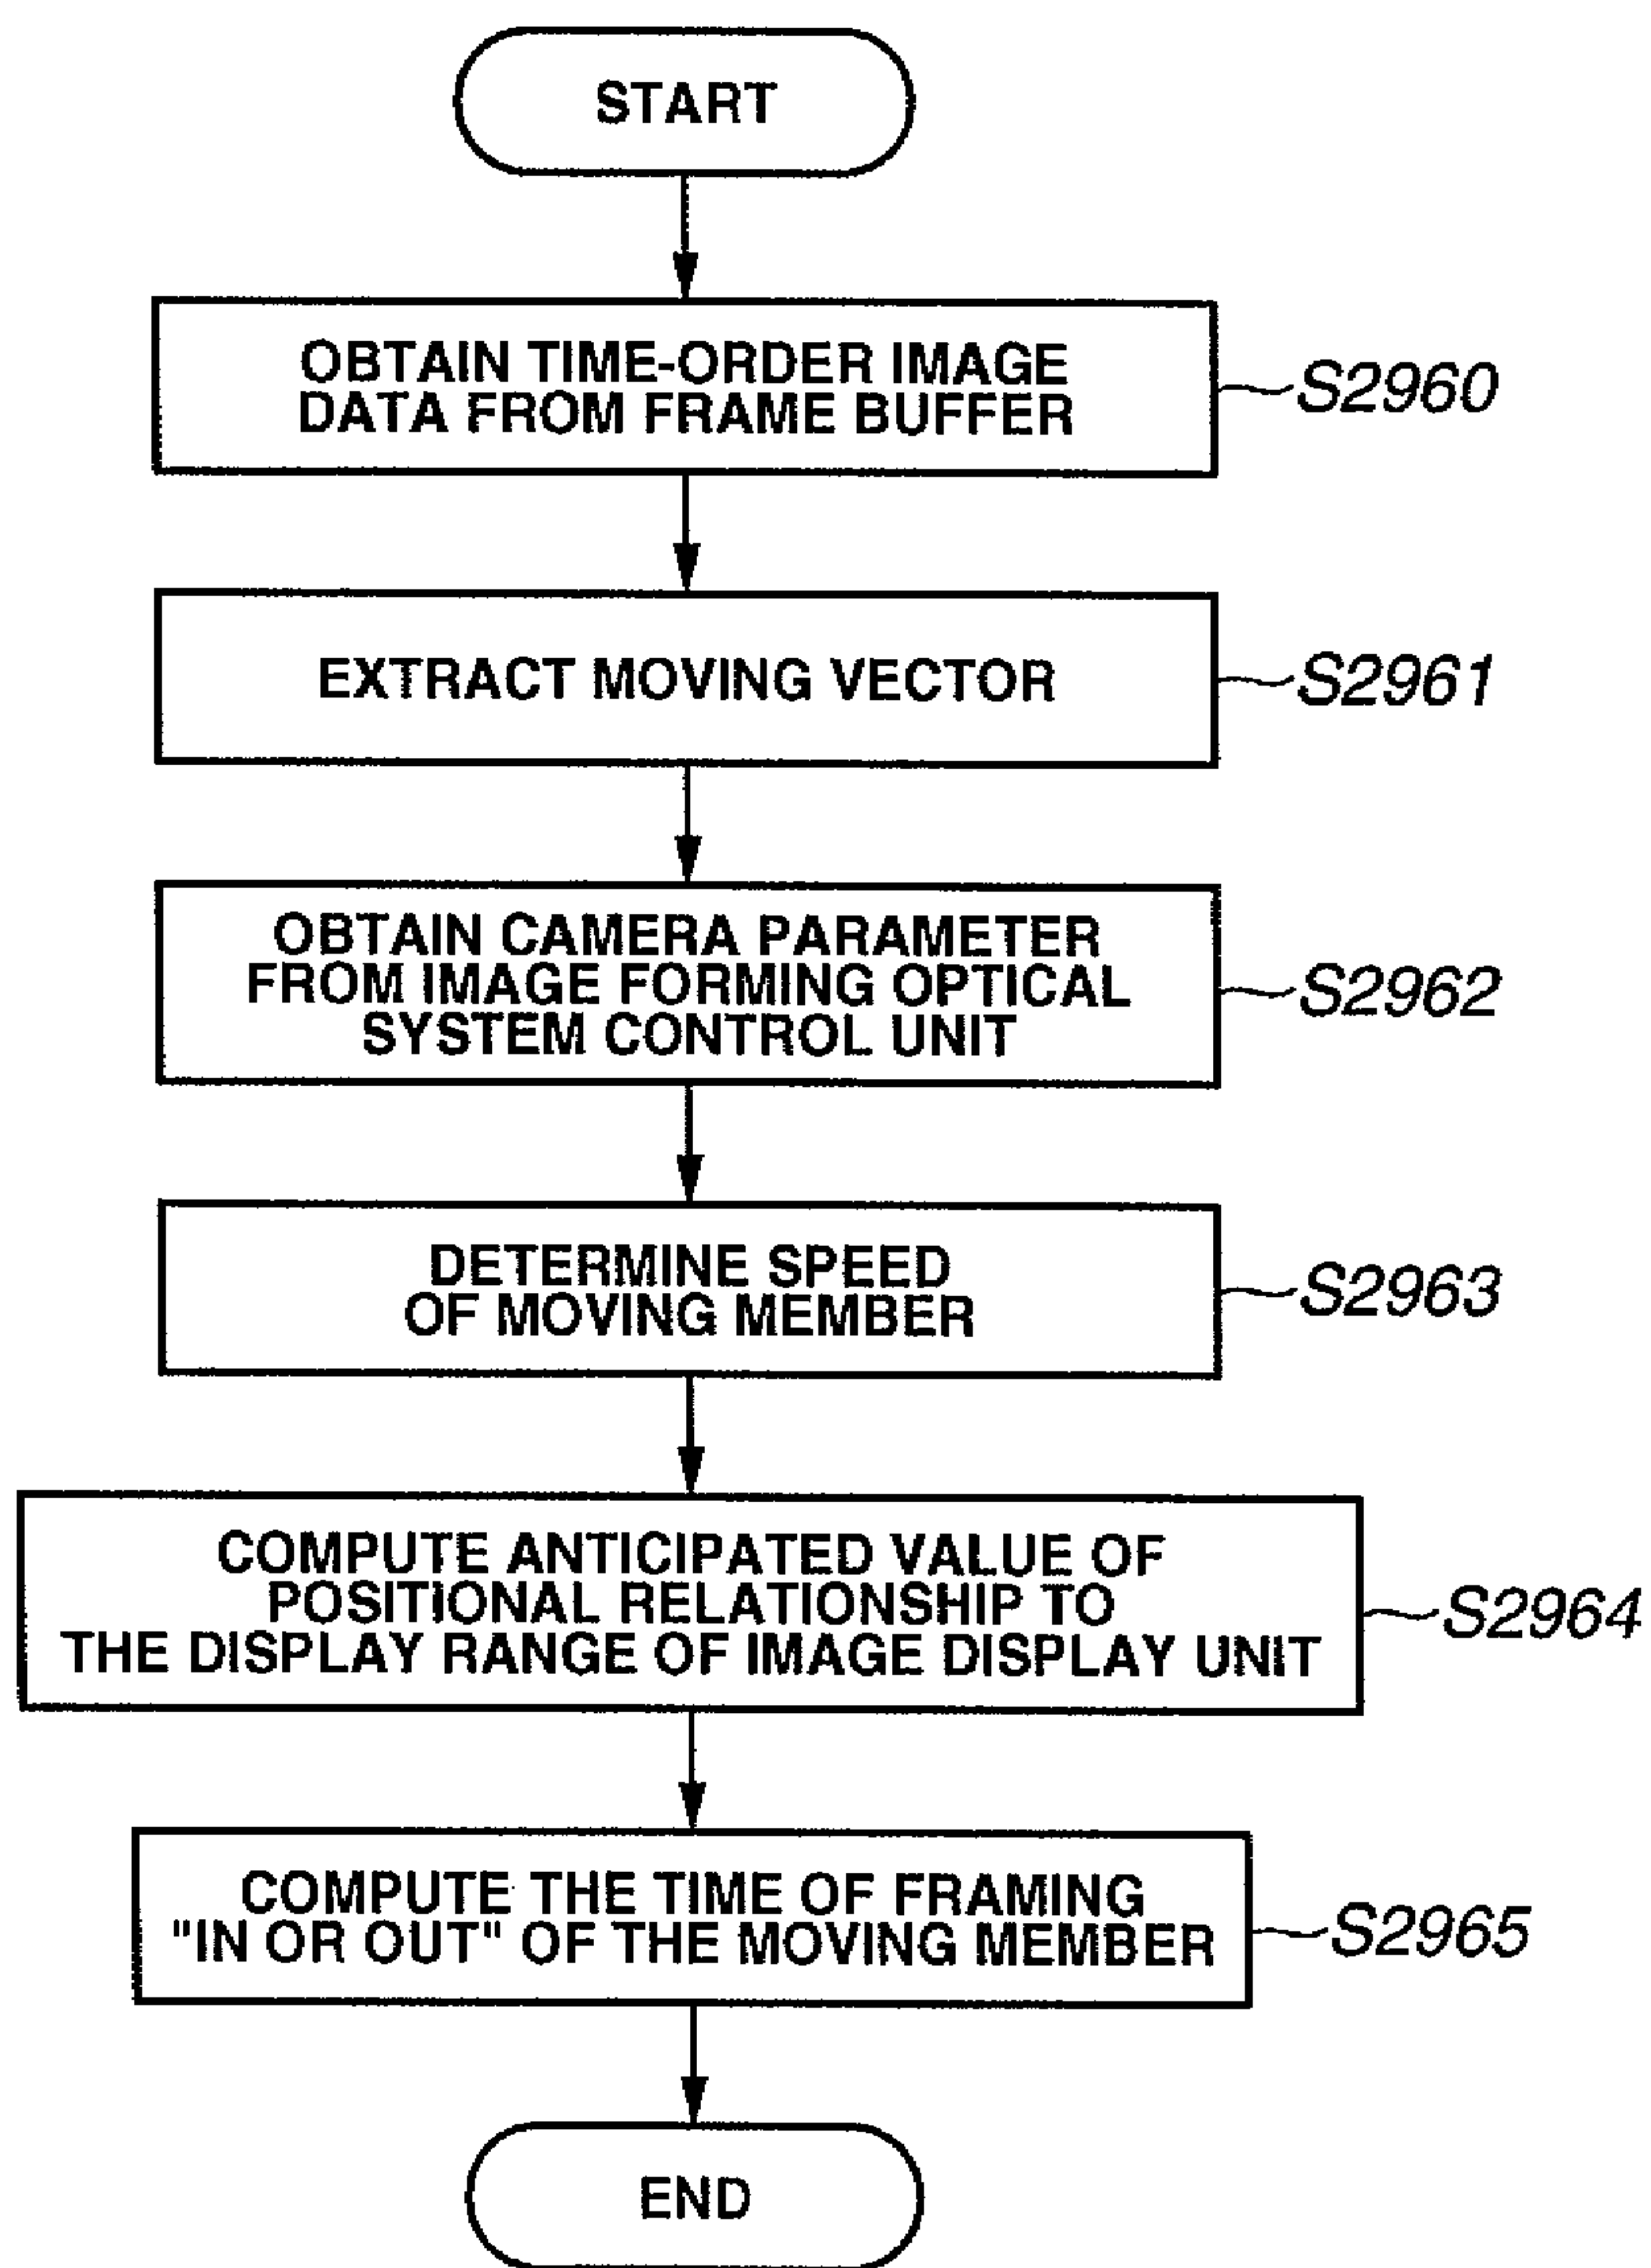 START
OBTAIN TIME-ORDER IMAGE
DATA FROM FRAME BUFFER
S2960
EXTRACT MOVING VECTOR
S2961
OBTAIN CAMERA PARAMETER
FROM IMAGE FORMING OPTICAL
SYSTEM CONTROL UNIT
S2962
DETERMINE SPEED
OF MOVING MEMBER
S2963
COMPUTE ANTICIPATED VALUE OF
POSITIONAL RELATIONSHIP TO
THE DISPLAY RANGE OF IMAGE DISPLAY UNIT
S2964
COMPUTE THE TIME OF FRAMING
"IN OR OUT" OF THE MOVING MEMBER
S2965
END